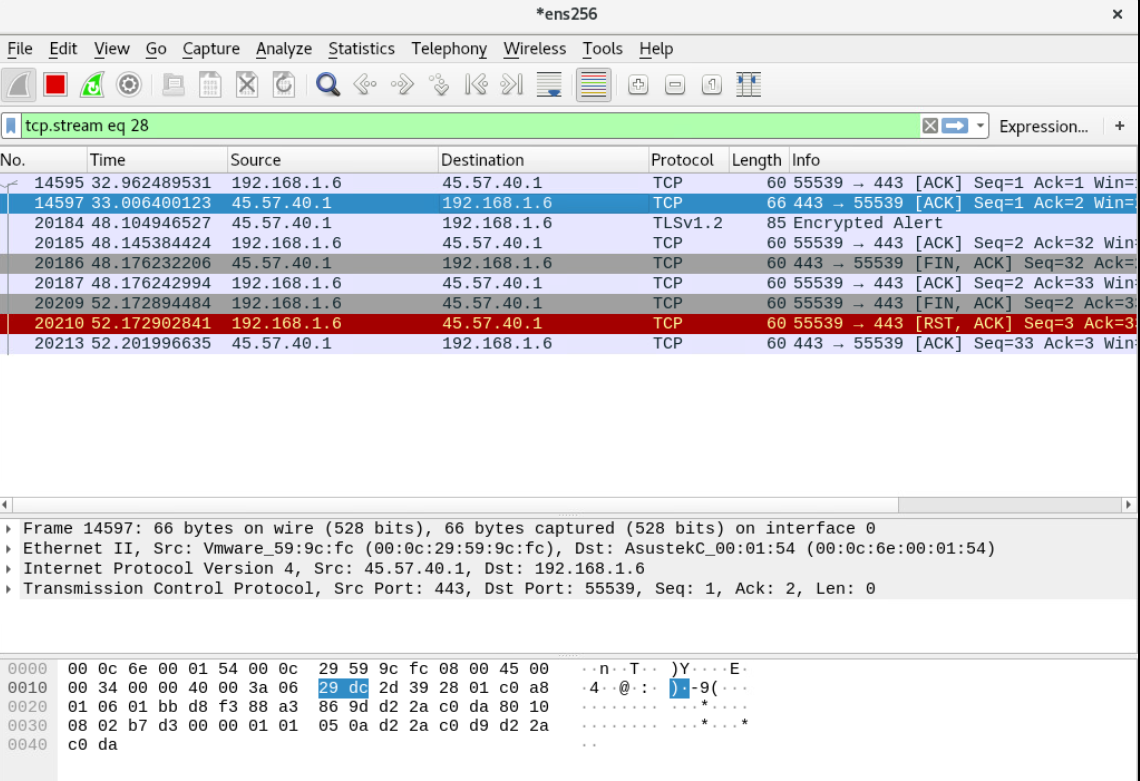 *ens256 ×
File Edit View Go Capture Analyze Statistics Telephony Wireless Tools Help
tcp.stream eq 28 Expression... +
No. Time Source Destination Protocol Length Info
14595 32.962489531 192.168.1.6 45.57.40.1 TCP 60 55539 → 443 [ACK] Seq=1 Ack=1 Win=
14597 33.006400123 45.57.40.1 192.168.1.6 TCP 66 443 → 55539 [ACK] Seq=1 Ack=2 Win=
20184 48.104946527 45.57.40.1 192.168.1.6 TLSv1.2 85 Encrypted Alert
20185 48.145384424 192.168.1.6 45.57.40.1 TCP 60 55539 → 443 [ACK] Seq=2 Ack=32 Win
20186 48.176232206 45.57.40.1 192.168.1.6 TCP 60 443 → 55539 [FIN, ACK] Seq=32 Ack=
20187 48.176242994 192.168.1.6 45.57.40.1 TCP 60 55539 → 443 [ACK] Seq=2 Ack=33 Win
20209 52.172894484 192.168.1.6 45.57.40.1 TCP 60 55539 → 443 [FIN, ACK] Seq=2 Ack=3
20210 52.172902841 192.168.1.6 45.57.40.1 TCP 60 55539 → 443 [RST, ACK] Seq=3 Ack=3
20213 52.201996635 45.57.40.1 192.168.1.6 TCP 60 443 → 55539 [ACK] Seq=33 Ack=3 Win
Frame 14597: 66 bytes on wire (528 bits), 66 bytes captured (528 bits) on interface 0
Ethernet II, Src: Vmware_59:9c:fc (00:0c:29:59:9c:fc), Dst: AsustekC_00:01:54 (00:0c:6e:00:01:54)
Internet Protocol Version 4, Src: 45.57.40.1, Dst: 192.168.1.6
Transmission Control Protocol, Src Port: 443, Dst Port: 55539, Seq: 1, Ack: 2, Len: 0
0000 00 0c 6e 00 01 54 00 0c 29 59 9c fc 08 00 45 00 ··n··T·· )Y····E·
0010 00 34 00 00 40 00 3a 06 29 dc 2d 39 28 01 c0 a8 ·4··@·:· )·-9(···
0020 01 06 01 bb d8 f3 88 a3 86 9d d2 2a c0 da 80 10 ········ ···*····
0030 08 02 b7 d3 00 00 01 01 05 0a d2 2a c0 d9 d2 2a ········ ···*···*
0040 c0 da ··